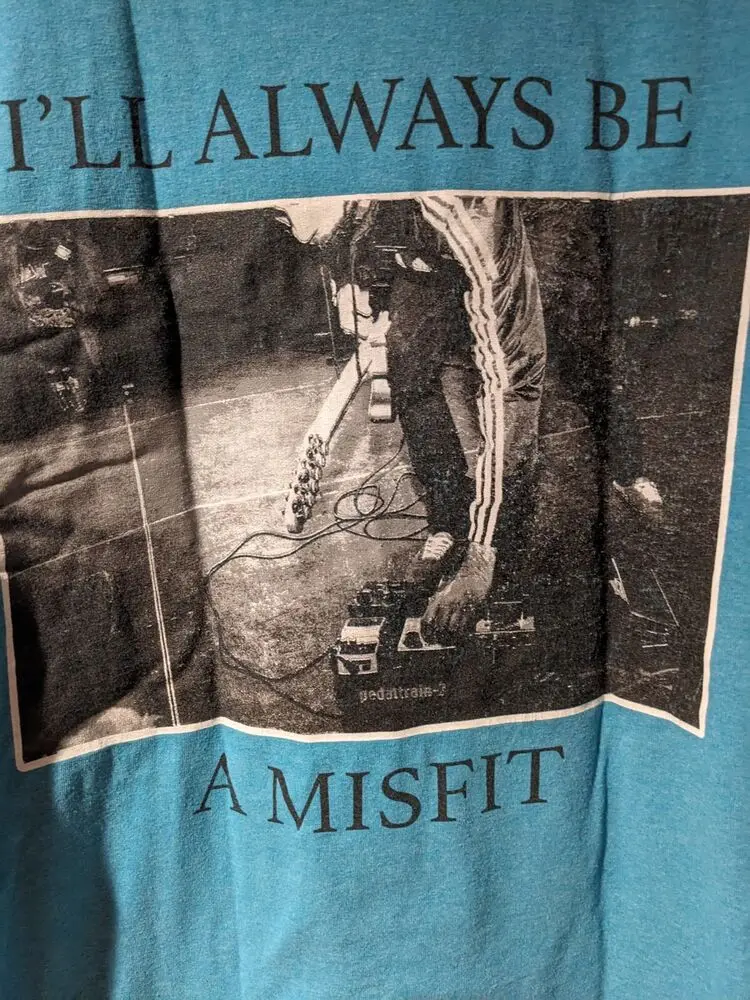 I'LL ALWAYS BE
pedaltrain-2
A MISFIT